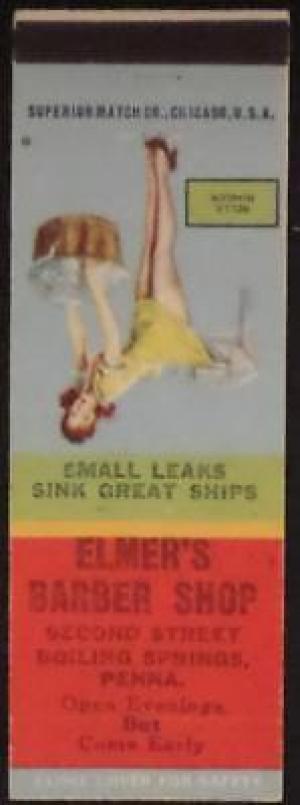 SUPERIOR MATCH CO., CHICAGO, U.S.A.
SMALL LEAKS
SINK GREAT SHIPS
ELMER'S
BARBER SHOP
SECOND STREET
BOILING SPRINGS,
PENNA.
Open Evenings
But
Come Early
CLOSE COVER FOR SAFETY